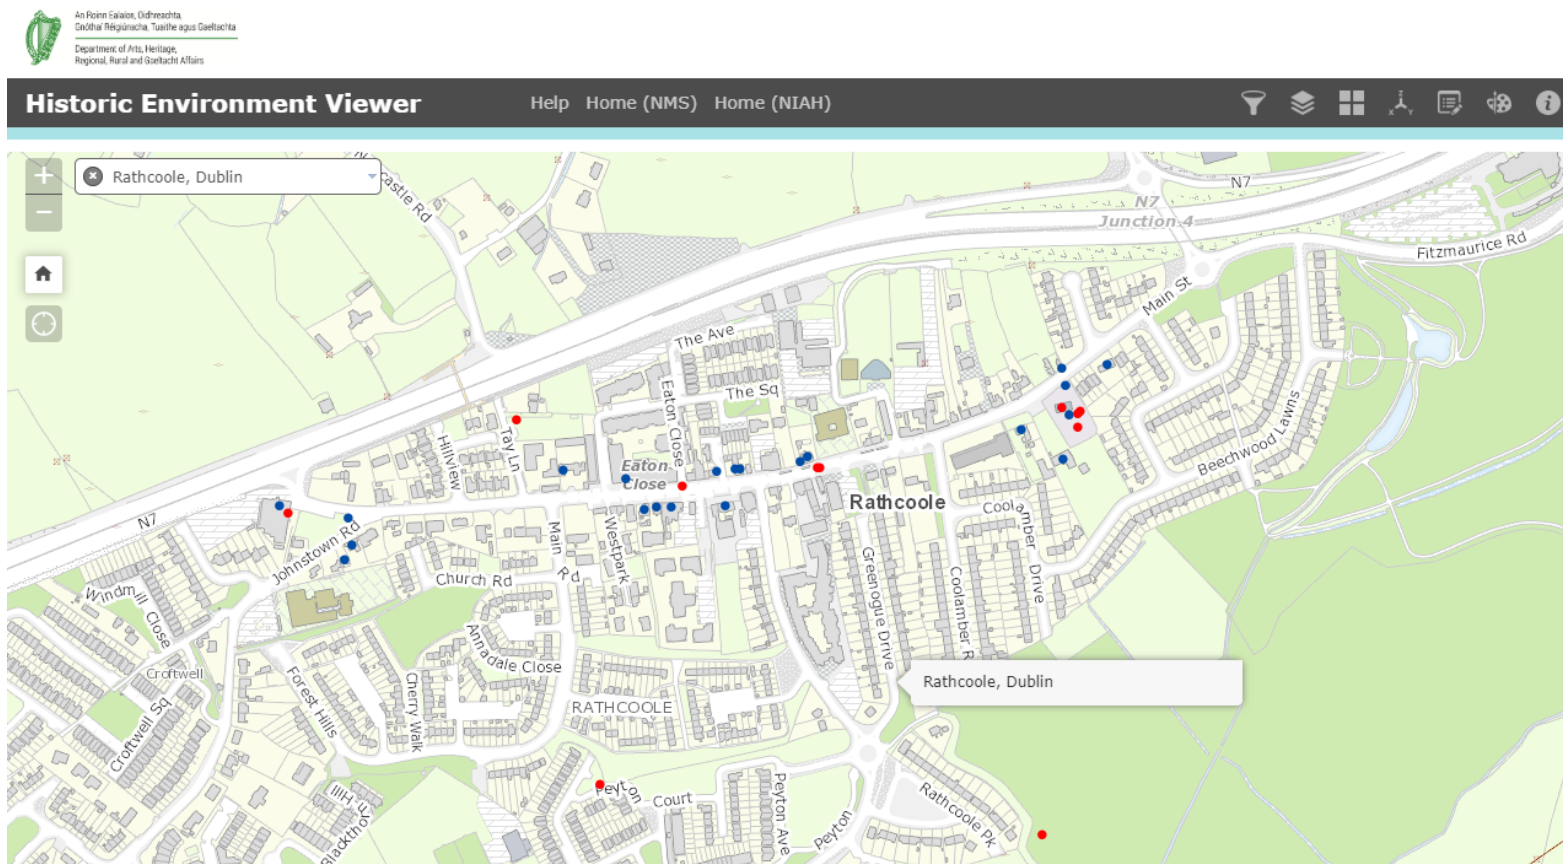 An Roinn Ealaíon, Oidhreachta,
Gnóthaí Réigiúnacha, Tuaithe agus Gaeltachta
Department of Arts, Heritage,
Regional, Rural and Gaeltacht Affairs
Historic Environment Viewer
Help Home (NMS) Home (NIAH)
Rathcoole, Dublin
castle Rd
N7
N7
Junction 4
Fitzmaurice Rd
Main St
The Ave
The Sq
Eaton Close
Tay Ln
Hillview
Eaton
Close
Rathcoole
Beechwood Lawns
Coolamber Drive
N7
Johnstown Rd
Main Rd
Westpark
Church Rd
Greenogue Drive
Coolamber R
Windmill Close
Annadale Close
Croftwell
Forest Hills
Cherry Walk
RATHCOOLE
Rathcoole, Dublin
Croftwell Sq
Peyton Court
Peyton Ave
Peyton
Rathcoole Pk
Blackthorn Hill